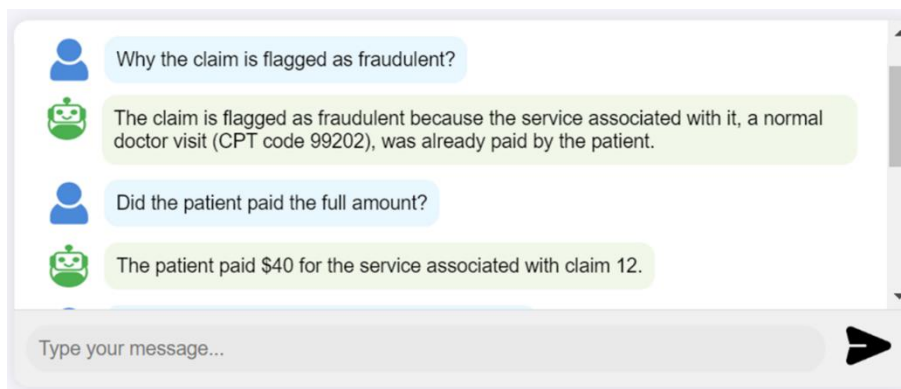 Why the claim is flagged as fraudulent?
The claim is flagged as fraudulent because the service associated with it, a normal
doctor visit (CPT code 99202), was already paid by the patient.
Did the patient paid the full amount?
The patient paid $40 for the service associated with claim 12.
Type your message...